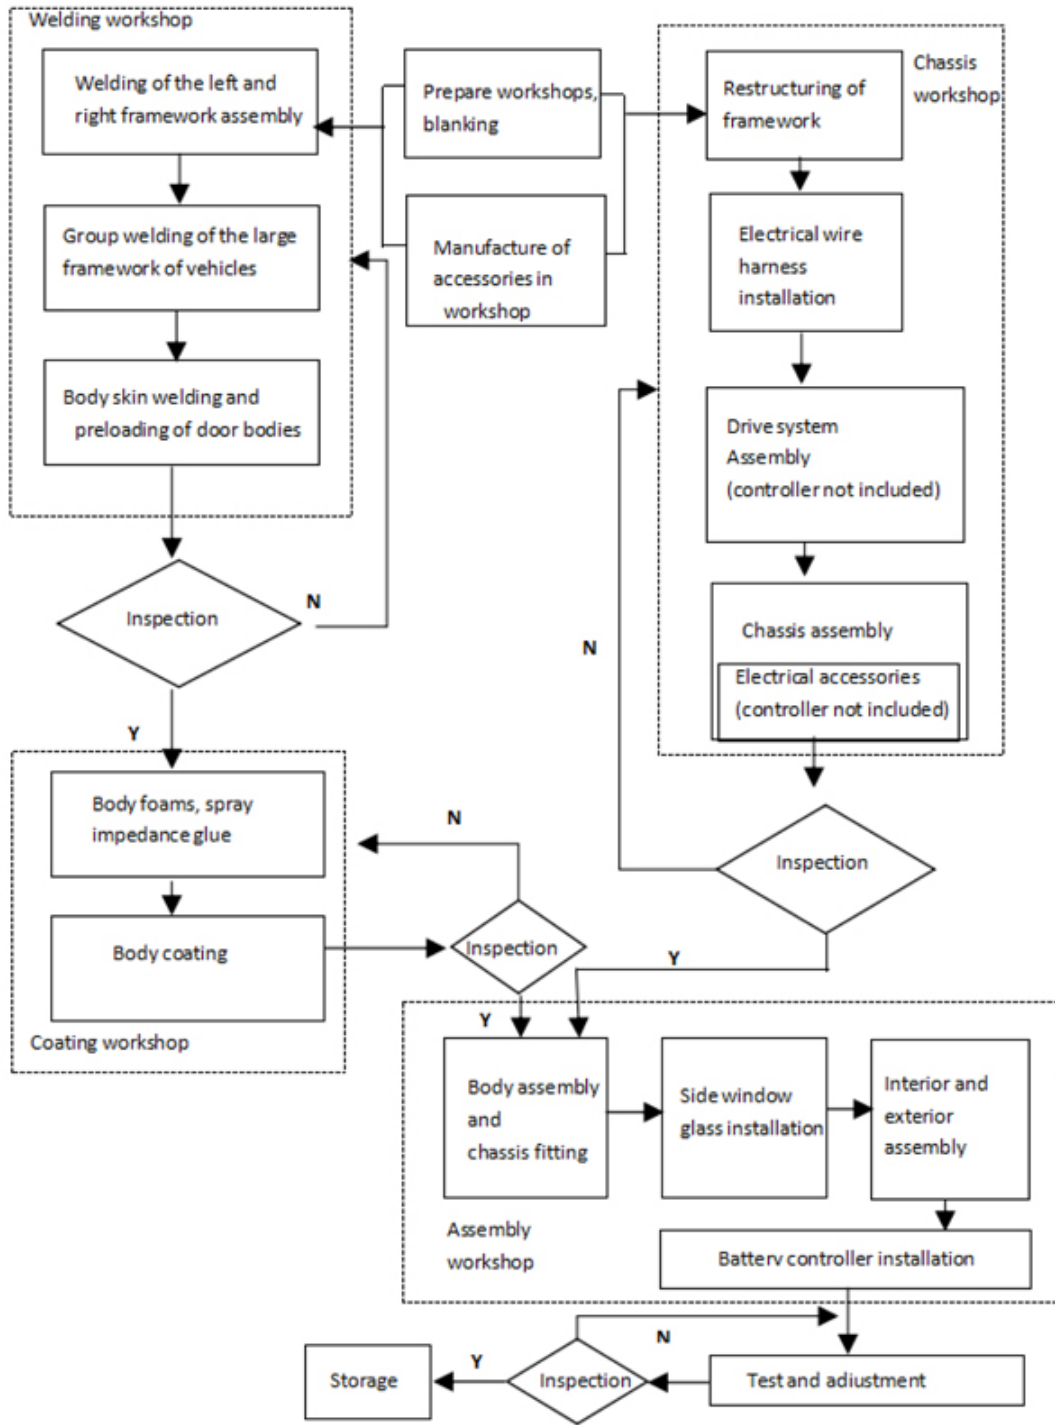 Welding workshop
Welding of the left and
right framework assembly
Group welding of the large
framework of vehicles
Body skin welding and
preloading of door bodies
Inspection
N
Y
Prepare workshops,
blanking
Manufacture of
accessories in
workshop
Chassis
workshop
Restructuring of
framework
Electrical wire
harness
installation
Drive system
Assembly
(controller not included)
Chassis assembly
Electrical accessories
(controller not included)
N
Inspection
Y
Body foams, spray
impedance glue
Body coating
Coating workshop
N
Inspection
Y
Body assembly
and
chassis fitting
Side window
glass installation
Interior and
exterior
assembly
Assembly
workshop
Batterv controller installation
N
Test and adiustment
Inspection
Y
Storage